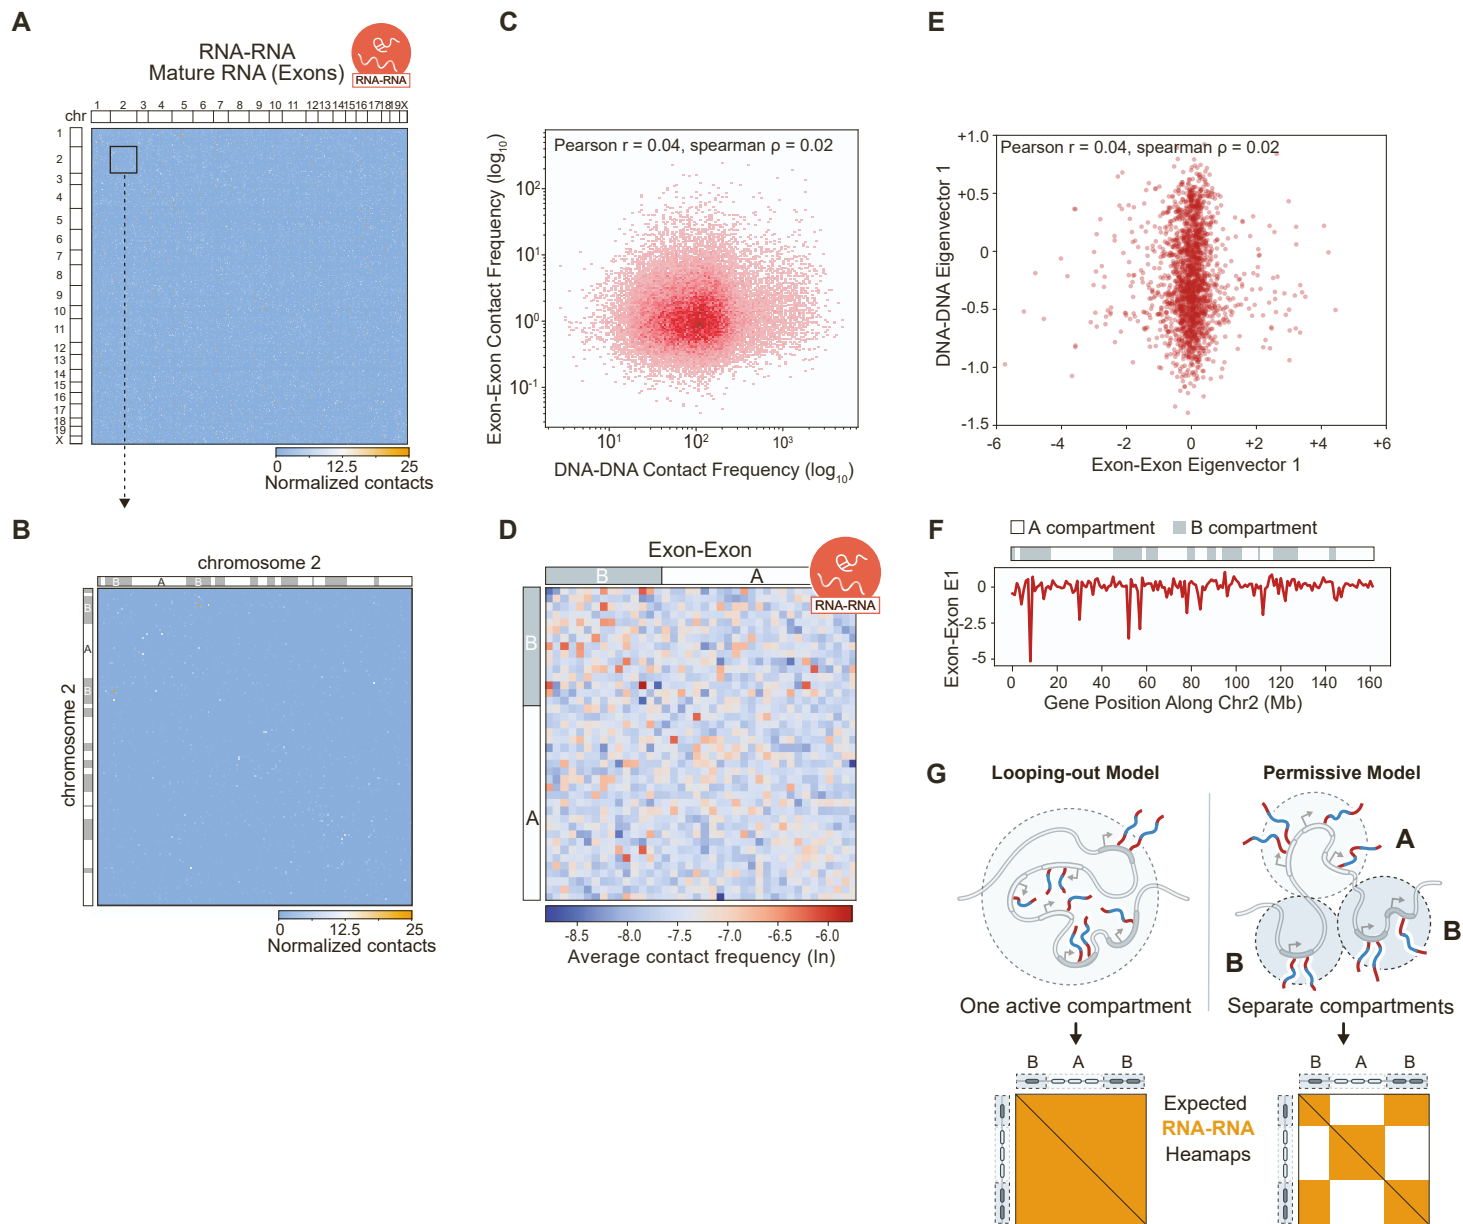 A
RNA-RNA
Mature RNA (Exons)
RNA-RNA
chr
1 2 3 4 5 6 7 8 9 10 11 12 13 14 15 16 17 18 19 X
1
2
3
4
5
6
7
8
9
10
11
12
13
14
15
16
17
18
19
X
0 12.5 25
Normalized contacts
B
chromosome 2
B A B
chromosome 2
B
A
B
0 12.5 25
Normalized contacts
C
Pearson r = 0.04, spearman ρ = 0.02
Exon-Exon Contact Frequency (log10)
10²
10¹
10⁰
10⁻¹
10¹ 10² 10³
DNA-DNA Contact Frequency (log10)
D
Exon-Exon
RNA-RNA
B A
B
A
-8.5 -8.0 -7.5 -7.0 -6.5 -6.0
Average contact frequency (ln)
E
Pearson r = 0.04, spearman ρ = 0.02
DNA-DNA Eigenvector 1
+1.0
+0.5
0
-0.5
-1.0
-1.5
-6 -4 -2 0 +2 +4 +6
Exon-Exon Eigenvector 1
F
A compartment B compartment
Exon-Exon E1
0
-2.5
-5
0 20 40 60 80 100 120 140 160
Gene Position Along Chr2 (Mb)
G
Looping-out Model
Permissive Model
A
B
B
One active compartment
Separate compartments
B A B
B A B
Expected
RNA-RNA
Heamaps